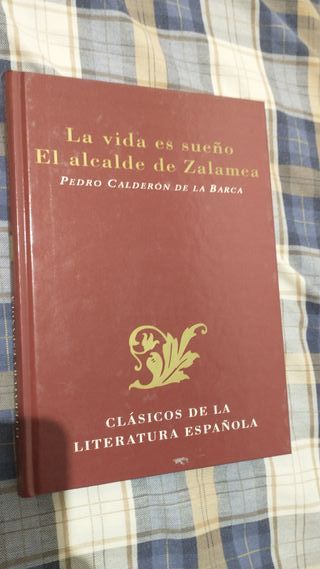 La vida es sueño
El alcalde de Zalamea
PEDRO CALDERÓN DE LA BARCA
CLÁSICOS DE LA
LITERATURA ESPAÑOLA